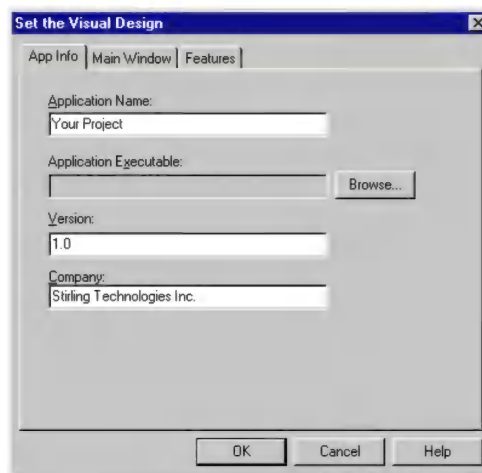 Set the Visual Design
App Info
Main Window
Features
Application Name:
Your Project
Application Executable:
Browse...
Version:
1.0
Company:
Stirling Technologies Inc.
OK
Cancel
Help